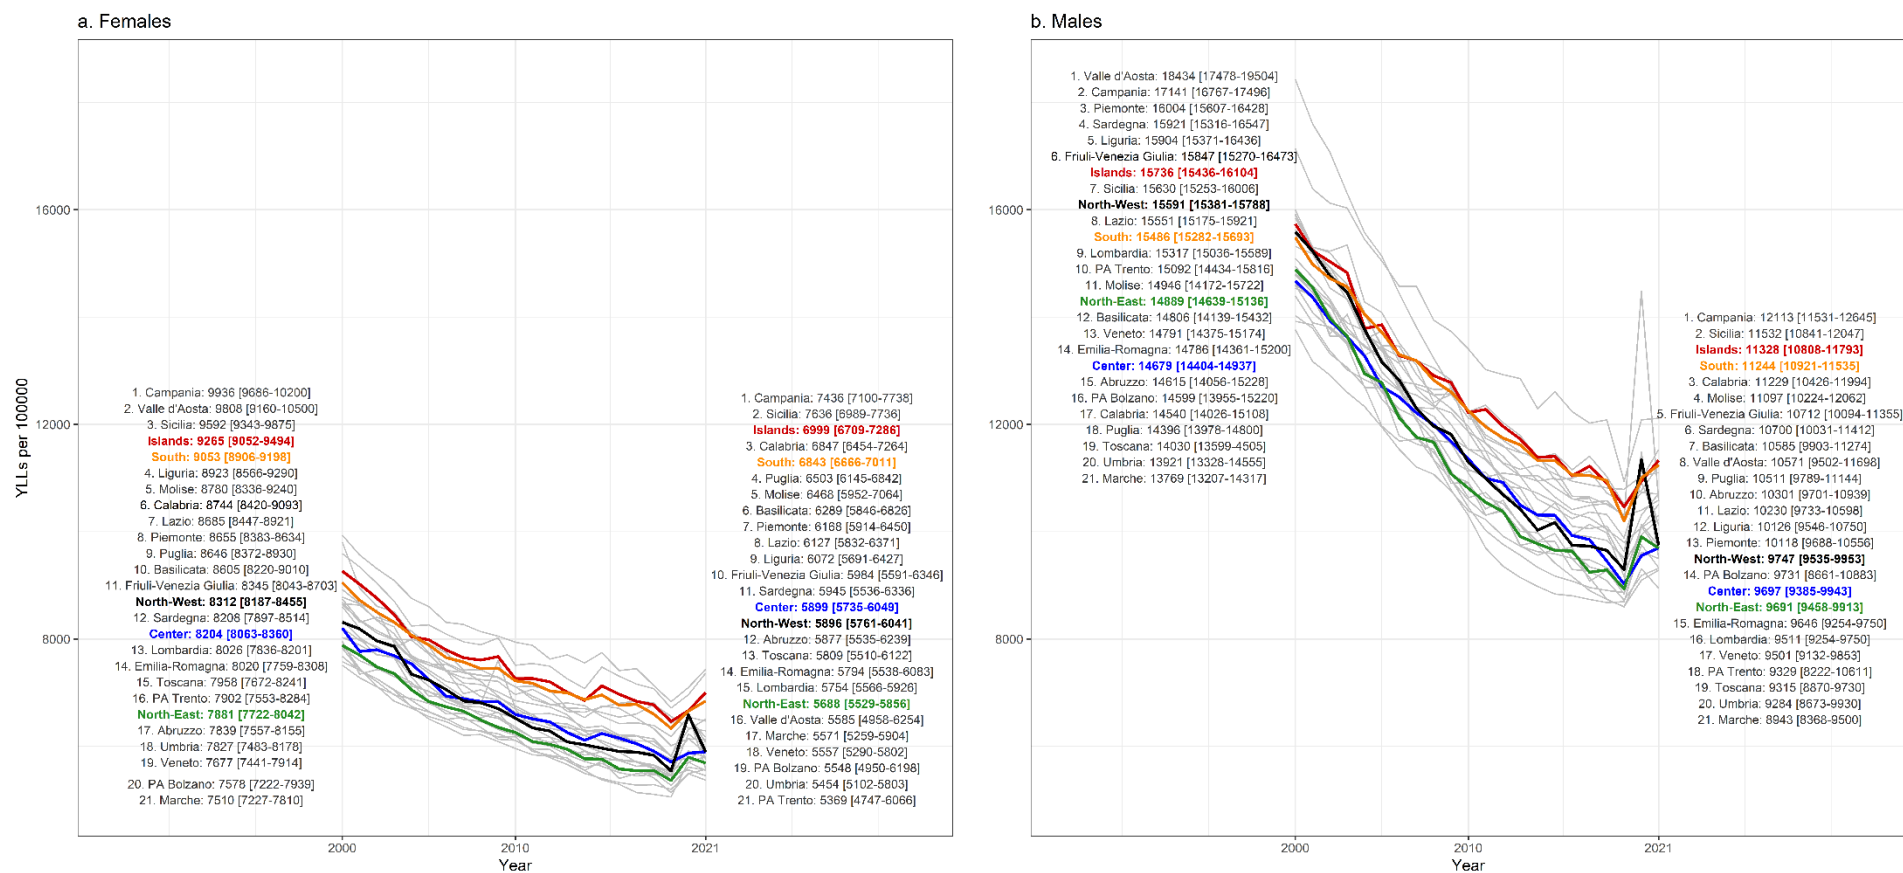 a. Females
YLLs per 100000
16000
12000
8000
1. Campania: 9936 [9686-10200]
2. Valle d'Aosta: 9808 [9160-10500]
3. Sicilia: 9592 [9343-9875]
Islands: 9265 [9052-9494]
South: 9053 [8906-9198]
4. Liguria: 8923 [8566-9290]
5. Molise: 8780 [8336-9240]
6. Calabria: 8744 [8420-9093]
7. Lazio: 8685 [8447-8921]
8. Piemonte: 8655 [8383-8634]
9. Puglia: 8646 [8372-8930]
10. Basilicata: 8605 [8220-9010]
11. Friuli-Venezia Giulia: 8345 [8043-8703]
North-West: 8312 [8187-8455]
12. Sardegna: 8208 [7897-8514]
Center: 8204 [8063-8360]
13. Lombardia: 8026 [7836-8201]
14. Emilia-Romagna: 8020 [7759-8308]
15. Toscana: 7958 [7672-8241]
16. PA Trento: 7902 [7553-8284]
North-East: 7881 [7722-8042]
17. Abruzzo: 7839 [7557-8155]
18. Umbria: 7827 [7483-8178]
19. Veneto: 7677 [7441-7914]
20. PA Bolzano: 7578 [7222-7939]
21. Marche: 7510 [7227-7810]
1. Campania: 7436 [7100-7738]
2. Sicilia: 7636 [6989-7736]
Islands: 6999 [6709-7286]
3. Calabria: 6847 [6454-7264]
South: 6843 [6666-7011]
4. Puglia: 6503 [6145-6842]
5. Molise: 6468 [5952-7064]
6. Basilicata: 6289 [5846-6826]
7. Piemonte: 6168 [5914-6450]
8. Lazio: 6127 [5832-6371]
9. Liguria: 6072 [5691-6427]
10. Friuli-Venezia Giulia: 5984 [5591-6346]
11. Sardegna: 5945 [5536-6336]
Center: 5899 [5735-6049]
North-West: 5896 [5761-6041]
12. Abruzzo: 5877 [5535-6239]
13. Toscana: 5809 [5510-6122]
14. Emilia-Romagna: 5794 [5538-6083]
15. Lombardia: 5754 [5566-5926]
North-East: 5688 [5529-5856]
16. Valle d'Aosta: 5585 [4958-6254]
17. Marche: 5571 [5259-5904]
18. Veneto: 5557 [5290-5802]
19. PA Bolzano: 5548 [4950-6198]
20. Umbria: 5454 [5102-5803]
21. PA Trento: 5369 [4747-6066]
2000
2010
2021
Year
b. Males
16000
12000
8000
1. Valle d'Aosta: 18434 [17478-19504]
2. Campania: 17141 [16767-17496]
3. Piemonte: 16004 [15607-16428]
4. Sardegna: 15921 [15316-16547]
5. Liguria: 15904 [15371-16436]
6. Friuli-Venezia Giulia: 15847 [15270-16473]
Islands: 15736 [15436-16104]
7. Sicilia: 15630 [15253-16006]
North-West: 15591 [15381-15788]
8. Lazio: 15551 [15175-15921]
South: 15486 [15282-15693]
9. Lombardia: 15317 [15036-15589]
10. PA Trento: 15092 [14434-15816]
11. Molise: 14946 [14172-15722]
North-East: 14889 [14639-15136]
12. Basilicata: 14806 [14139-15432]
13. Veneto: 14791 [14375-15174]
14. Emilia-Romagna: 14786 [14361-15200]
Center: 14679 [14404-14937]
15. Abruzzo: 14615 [14056-15228]
16. PA Bolzano: 14599 [13955-15220]
17. Calabria: 14540 [14026-15108]
18. Puglia: 14396 [13978-14800]
19. Toscana: 14030 [13599-4505]
20. Umbria: 13921 [13328-14555]
21. Marche: 13769 [13207-14317]
1. Campania: 12113 [11531-12645]
2. Sicilia: 11532 [10841-12047]
Islands: 11328 [10808-11793]
South: 11244 [10921-11535]
3. Calabria: 11229 [10426-11994]
4. Molise: 11097 [10224-12062]
5. Friuli-Venezia Giulia: 10712 [10094-11355]
6. Sardegna: 10700 [10031-11412]
7. Basilicata: 10585 [9903-11274]
8. Valle d'Aosta: 10571 [9502-11698]
9. Puglia: 10511 [9789-11144]
10. Abruzzo: 10301 [9701-10939]
11. Lazio: 10230 [9733-10598]
12. Liguria: 10126 [9546-10750]
13. Piemonte: 10118 [9688-10556]
North-West: 9747 [9535-9953]
14. PA Bolzano: 9731 [8661-10883]
Center: 9697 [9385-9943]
North-East: 9691 [9468-9913]
15. Emilia-Romagna: 9646 [9254-9750]
16. Lombardia: 9511 [9254-9750]
17. Veneto: 9501 [9132-9853]
18. PA Trento: 9329 [8222-10611]
19. Toscana: 9315 [8870-9730]
20. Umbria: 9284 [8673-9930]
21. Marche: 8943 [8368-9500]
2000
2010
2021
Year